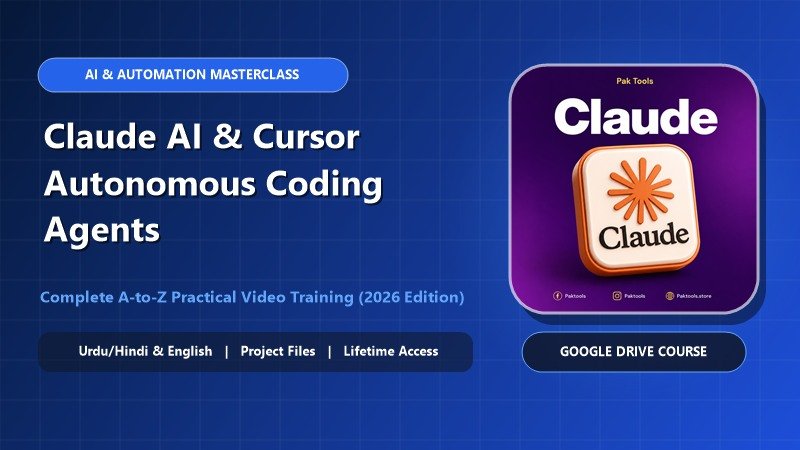 AI & AUTOMATION MASTERCLASS
Claude AI & Cursor
Autonomous Coding
Agents
Complete A-to-Z Practical Video Training (2026 Edition)
Urdu/Hindi & English | Project Files | Lifetime Access
Pak Tools
Claude
Claude
Paktools Paktools Paktools.store
GOOGLE DRIVE COURSE